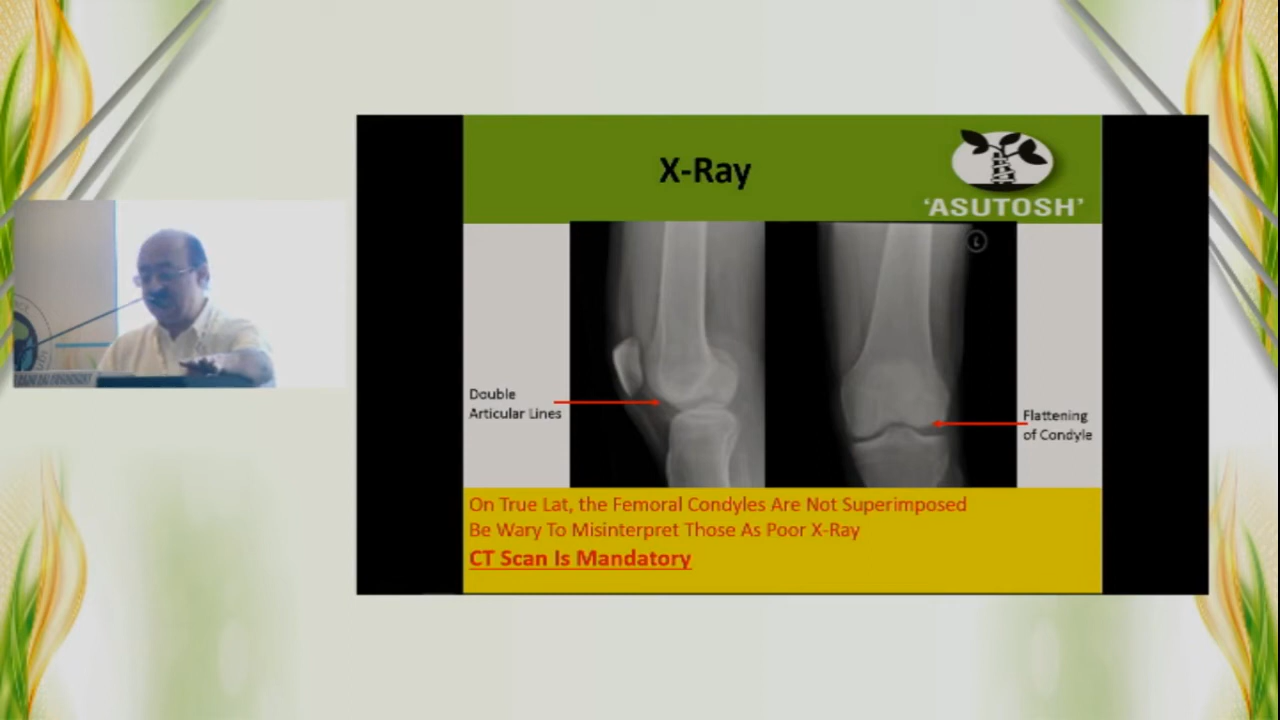 X-Ray
'ASUTOSH'
L
Double
Articular Lines
Flattening
of Condyle
On True Lat, the Femoral Condyles Are Not Superimposed
Be Wary To Misinterpret Those As Poor X-Ray
CT Scan Is Mandatory